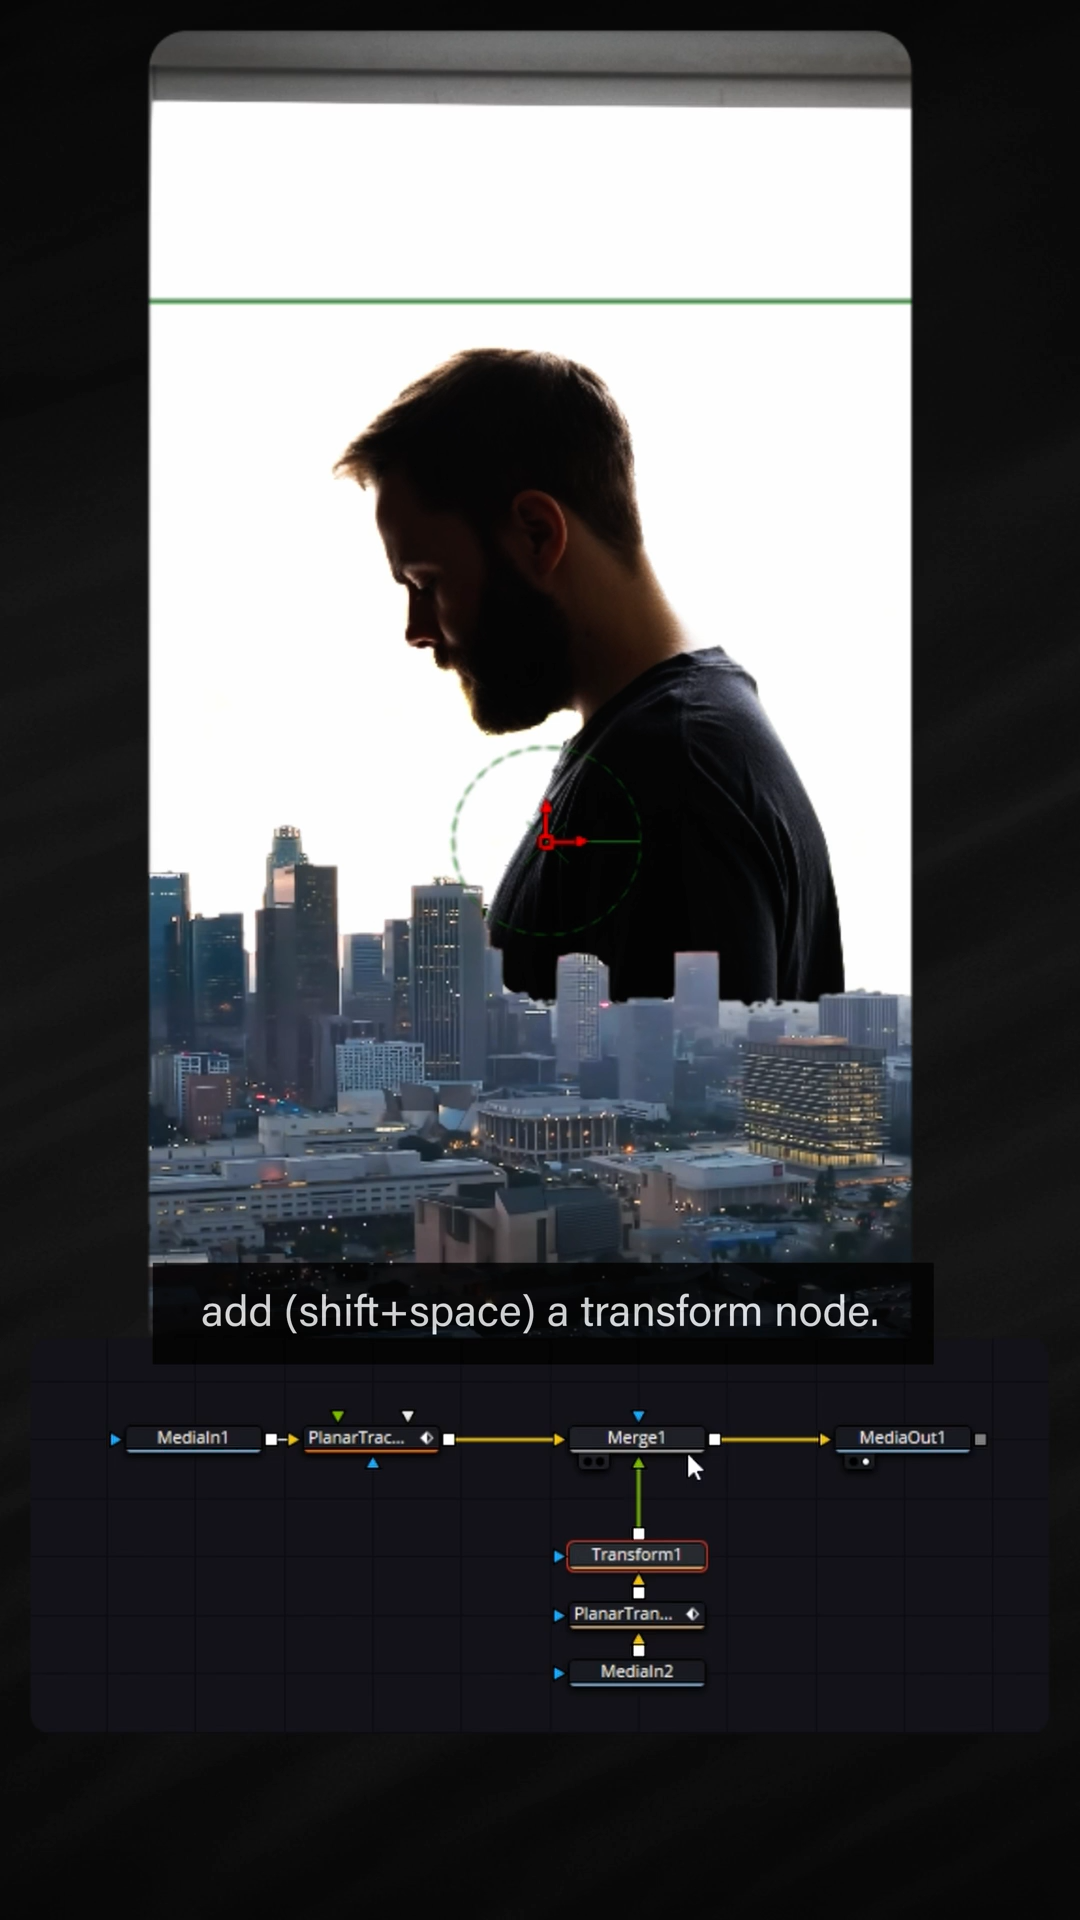 add (shift+space) a transform node.
MediaIn1
PlanarTrac...
Merge1
MediaOut1
Transform1
PlanarTran...
MediaIn2